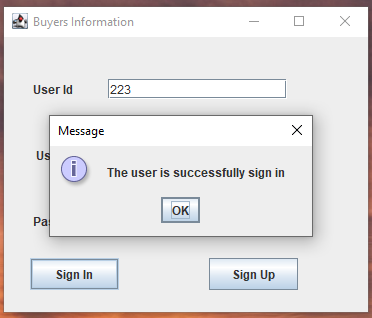 Buyers Information
User Id
223
Message
The user is successfully sign in
OK
Sign In
Sign Up